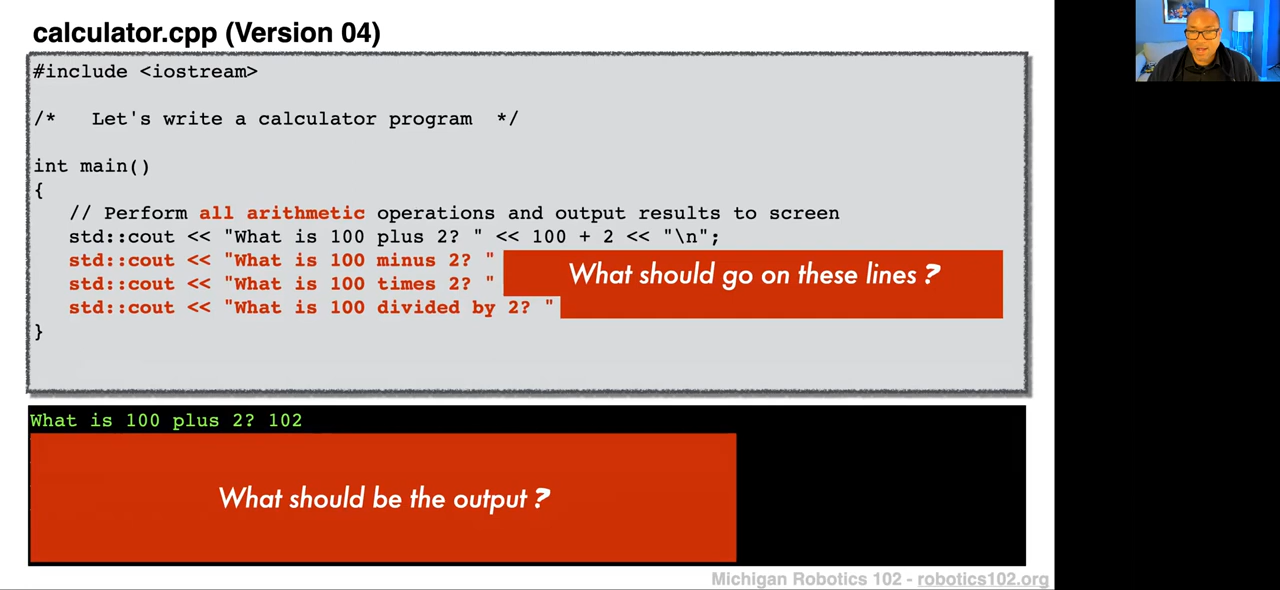 calculator.cpp (Version 04)
#include <iostream>
/*   Let's write a calculator program  */
int main()
{
   // Perform all arithmetic operations and output results to screen
   std::cout << "What is 100 plus 2? " << 100 + 2 << "\n";
   std::cout << "What is 100 minus 2? "
   std::cout << "What is 100 times 2? "
   std::cout << "What is 100 divided by 2? "
What should go on these lines ?
}
What is 100 plus 2? 102
What should be the output ?
Michigan Robotics 102 - robotics102.org